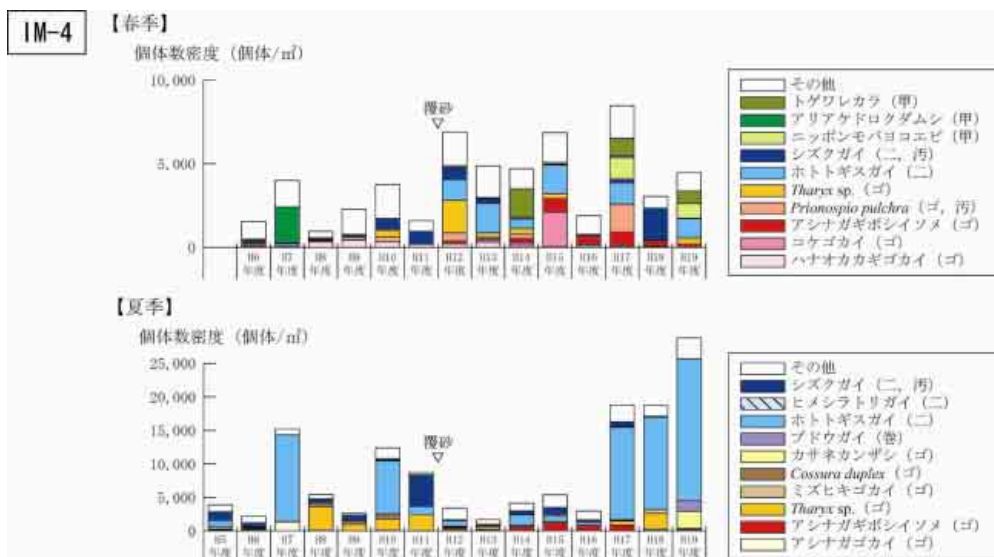 IM-4
【春季】
個体数密度（個体/㎡）
10,000
5,000
0
覆砂
H6年度 H7年度 H8年度 H9年度 H10年度 H11年度 H12年度 H13年度 H14年度 H15年度 H16年度 H17年度 H18年度 H19年度
その他
トゲワレカラ（甲）
アリアケドロクダムシ（甲）
ニッポンモバヨコエビ（甲）
シズクガイ（二，汚）
ホトトギスガイ（二）
Tharyx sp.（ゴ）
Prionospio pulchra（ゴ，汚）
アシナガギボシイソメ（ゴ）
コケゴカイ（ゴ）
ハナオカカギゴカイ（ゴ）
【夏季】
個体数密度（個体/㎡）
25,000
20,000
15,000
10,000
5,000
0
覆砂
H5年度 H6年度 H7年度 H8年度 H9年度 H10年度 H11年度 H12年度 H13年度 H14年度 H15年度 H16年度 H17年度 H18年度 H19年度
その他
シズクガイ（二，汚）
ヒメシラトリガイ（二）
ホトトギスガイ（二）
ブドウガイ（巻）
カサネカンザシ（ゴ）
Cossura duplex（ゴ）
ミズヒキゴカイ（ゴ）
Tharyx sp.（ゴ）
アシナガギボシイソメ（ゴ）
アシナガゴカイ（ゴ）